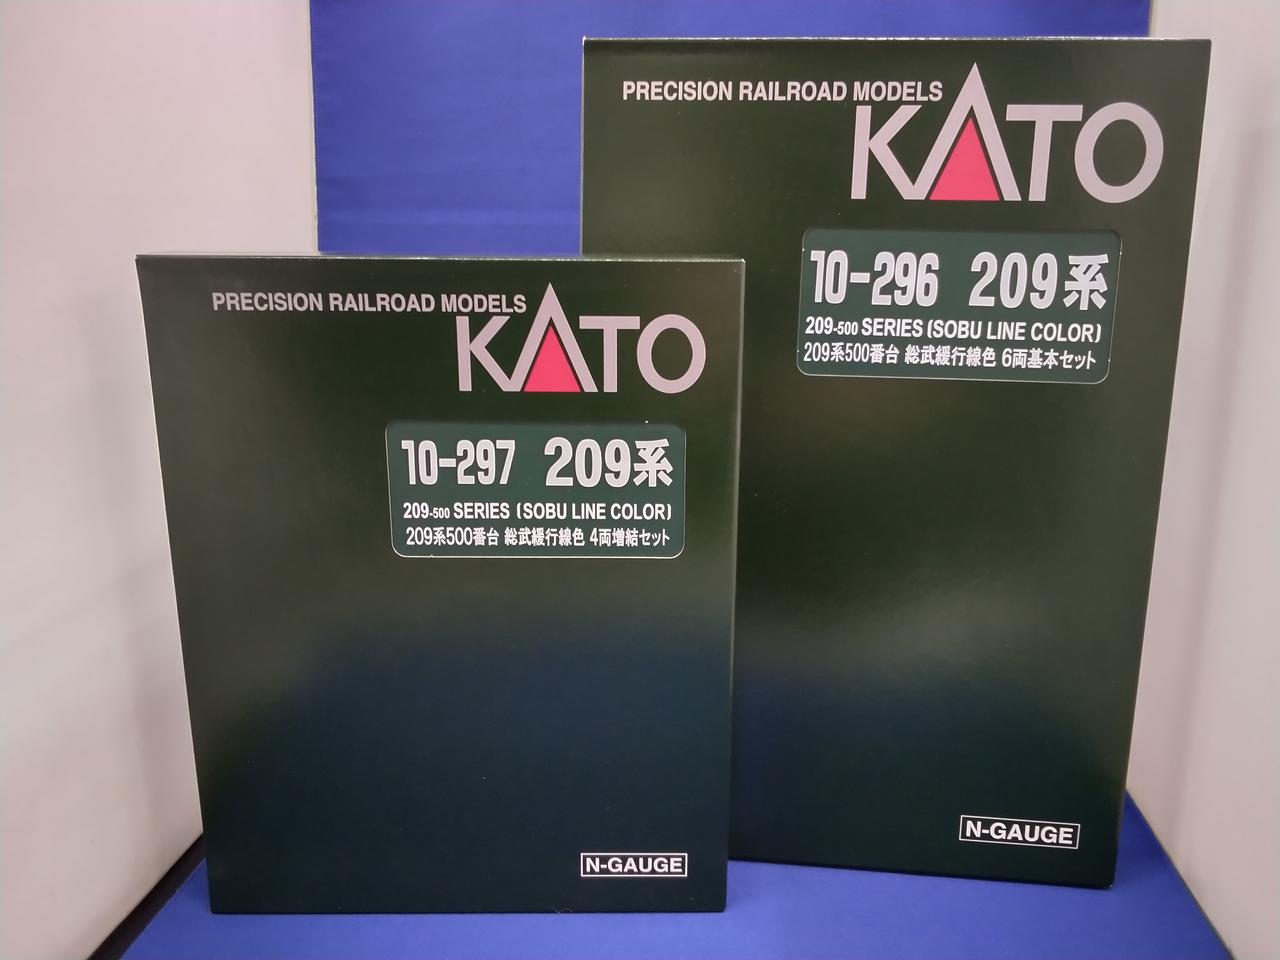 PRECISION RAILROAD MODELS
KATO
10-297 209系
209-500 SERIES (SOBU LINE COLOR)
209系500番台 総武緩行線色 4両増結セット
N-GAUGE
PRECISION RAILROAD MODELS
KATO
10-296 209系
209-500 SERIES (SOBU LINE COLOR)
209系500番台 総武緩行線色 6両基本セット
N-GAUGE